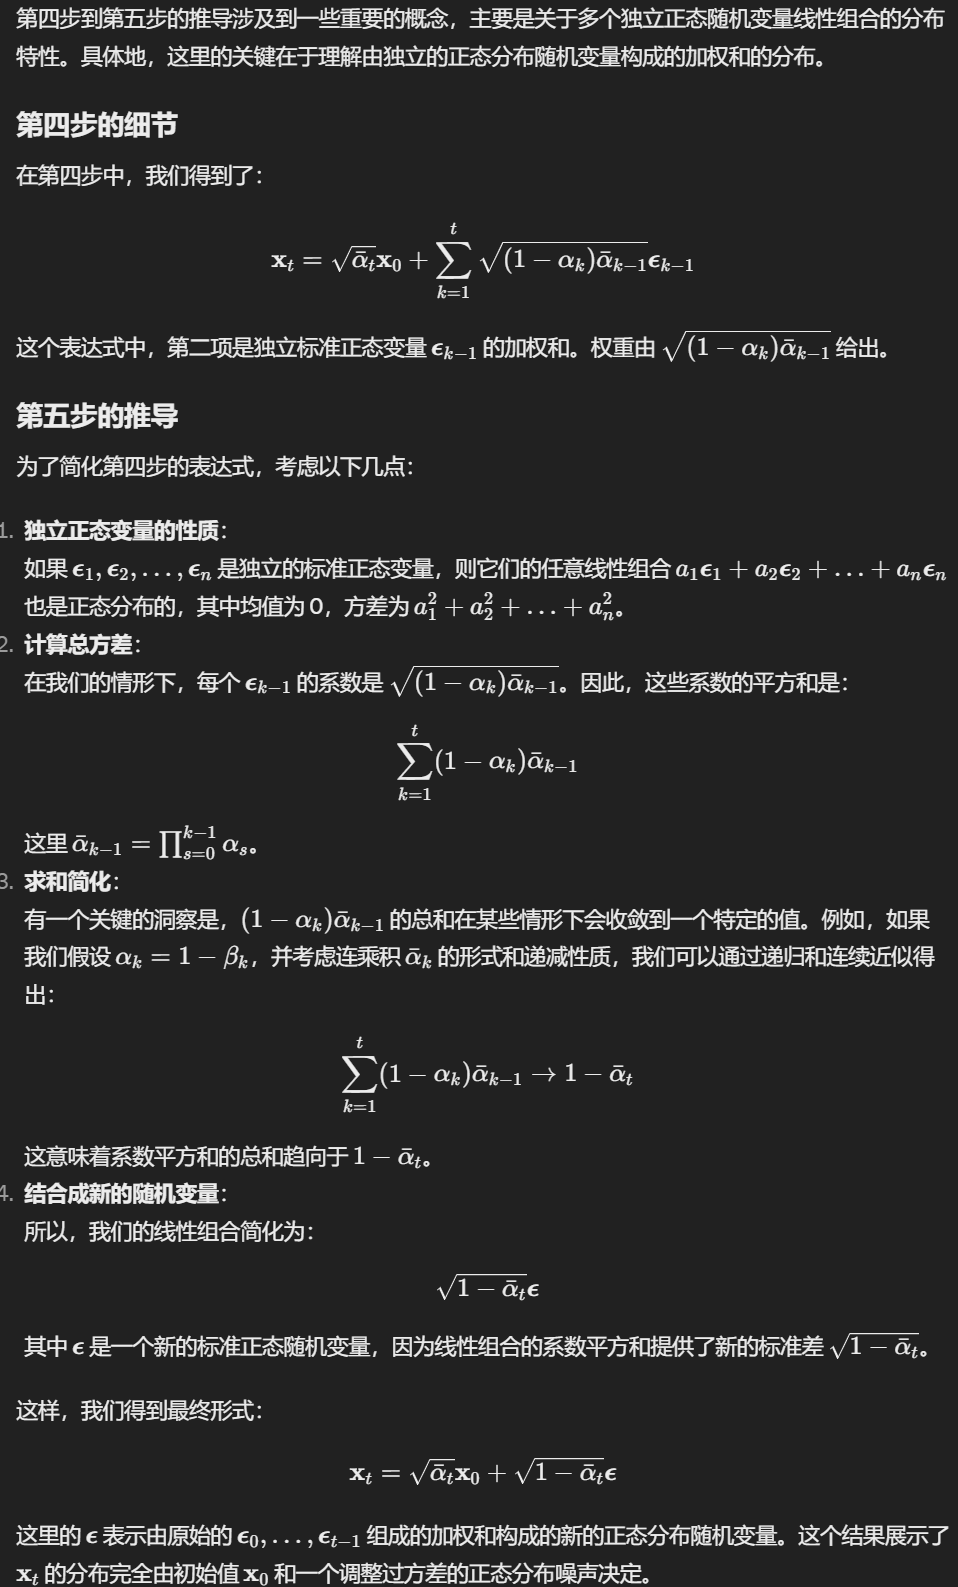 第四步到第五步的推导涉及到一些重要的概念，主要是关于多个独立正态随机变量线性组合的分布
特性。具体地，这里的关键在于理解由独立的正态分布随机变量构成的加权和的分布。
第四步的细节
在第四步中，我们得到了：
$\mathbf{x}_t = \sqrt{\bar{\alpha}_t}\mathbf{x}_0 + \sum_{k=1}^{t} \sqrt{(1-\alpha_k)\bar{\alpha}_{k-1}}\boldsymbol{\epsilon}_{k-1}$
这个表达式中，第二项是独立标准正态变量 $\boldsymbol{\epsilon}_{k-1}$ 的加权和。权重由 $\sqrt{(1-\alpha_k)\bar{\alpha}_{k-1}}$ 给出。
第五步的推导
为了简化第四步的表达式，考虑以下几点：
1. 独立正态变量的性质：
如果 $\boldsymbol{\epsilon}_1, \boldsymbol{\epsilon}_2, \ldots, \boldsymbol{\epsilon}_n$ 是独立的标准正态变量，则它们的任意线性组合 $a_1\boldsymbol{\epsilon}_1 + a_2\boldsymbol{\epsilon}_2 + \ldots + a_n\boldsymbol{\epsilon}_n$
也是正态分布的，其中均值为 0，方差为 $a_1^2 + a_2^2 + \ldots + a_n^2$。
2. 计算总方差：
在我们的情形下，每个 $\boldsymbol{\epsilon}_{k-1}$ 的系数是 $\sqrt{(1-\alpha_k)\bar{\alpha}_{k-1}}$。因此，这些系数的平方和是：
$\sum_{k=1}^{t} (1-\alpha_k)\bar{\alpha}_{k-1}$
这里 $\bar{\alpha}_{k-1} = \prod_{s=0}^{k-1} \alpha_s$。
3. 求和简化：
有一个关键的洞察是，$(1-\alpha_k)\bar{\alpha}_{k-1}$ 的总和在某些情形下会收敛到一个特定的值。例如，如果
我们假设 $\alpha_k = 1 - \beta_k$，并考虑连乘积 $\bar{\alpha}_k$ 的形式和递减性质，我们可以通过递归和连续近似得
出：
$\sum_{k=1}^{t} (1-\alpha_k)\bar{\alpha}_{k-1} \to 1 - \bar{\alpha}_t$
这意味着系数平方和的总和趋向于 $1 - \bar{\alpha}_t$。
4. 结合成新的随机变量：
所以，我们的线性组合简化为：
$\sqrt{1-\bar{\alpha}_t}\boldsymbol{\epsilon}$
其中 $\boldsymbol{\epsilon}$ 是一个新的标准正态随机变量，因为线性组合的系数平方和提供了新的标准差 $\sqrt{1-\bar{\alpha}_t}$。
这样，我们得到最终形式：
$\mathbf{x}_t = \sqrt{\bar{\alpha}_t}\mathbf{x}_0 + \sqrt{1-\bar{\alpha}_t}\boldsymbol{\epsilon}$
这里的 $\boldsymbol{\epsilon}$ 表示由原始的 $\boldsymbol{\epsilon}_0, \ldots, \boldsymbol{\epsilon}_{t-1}$ 组成的加权和构成的新的正态分布随机变量。这个结果展示了
$\mathbf{x}_t$ 的分布完全由初始值 $\mathbf{x}_0$ 和一个调整过方差的正态分布噪声决定。